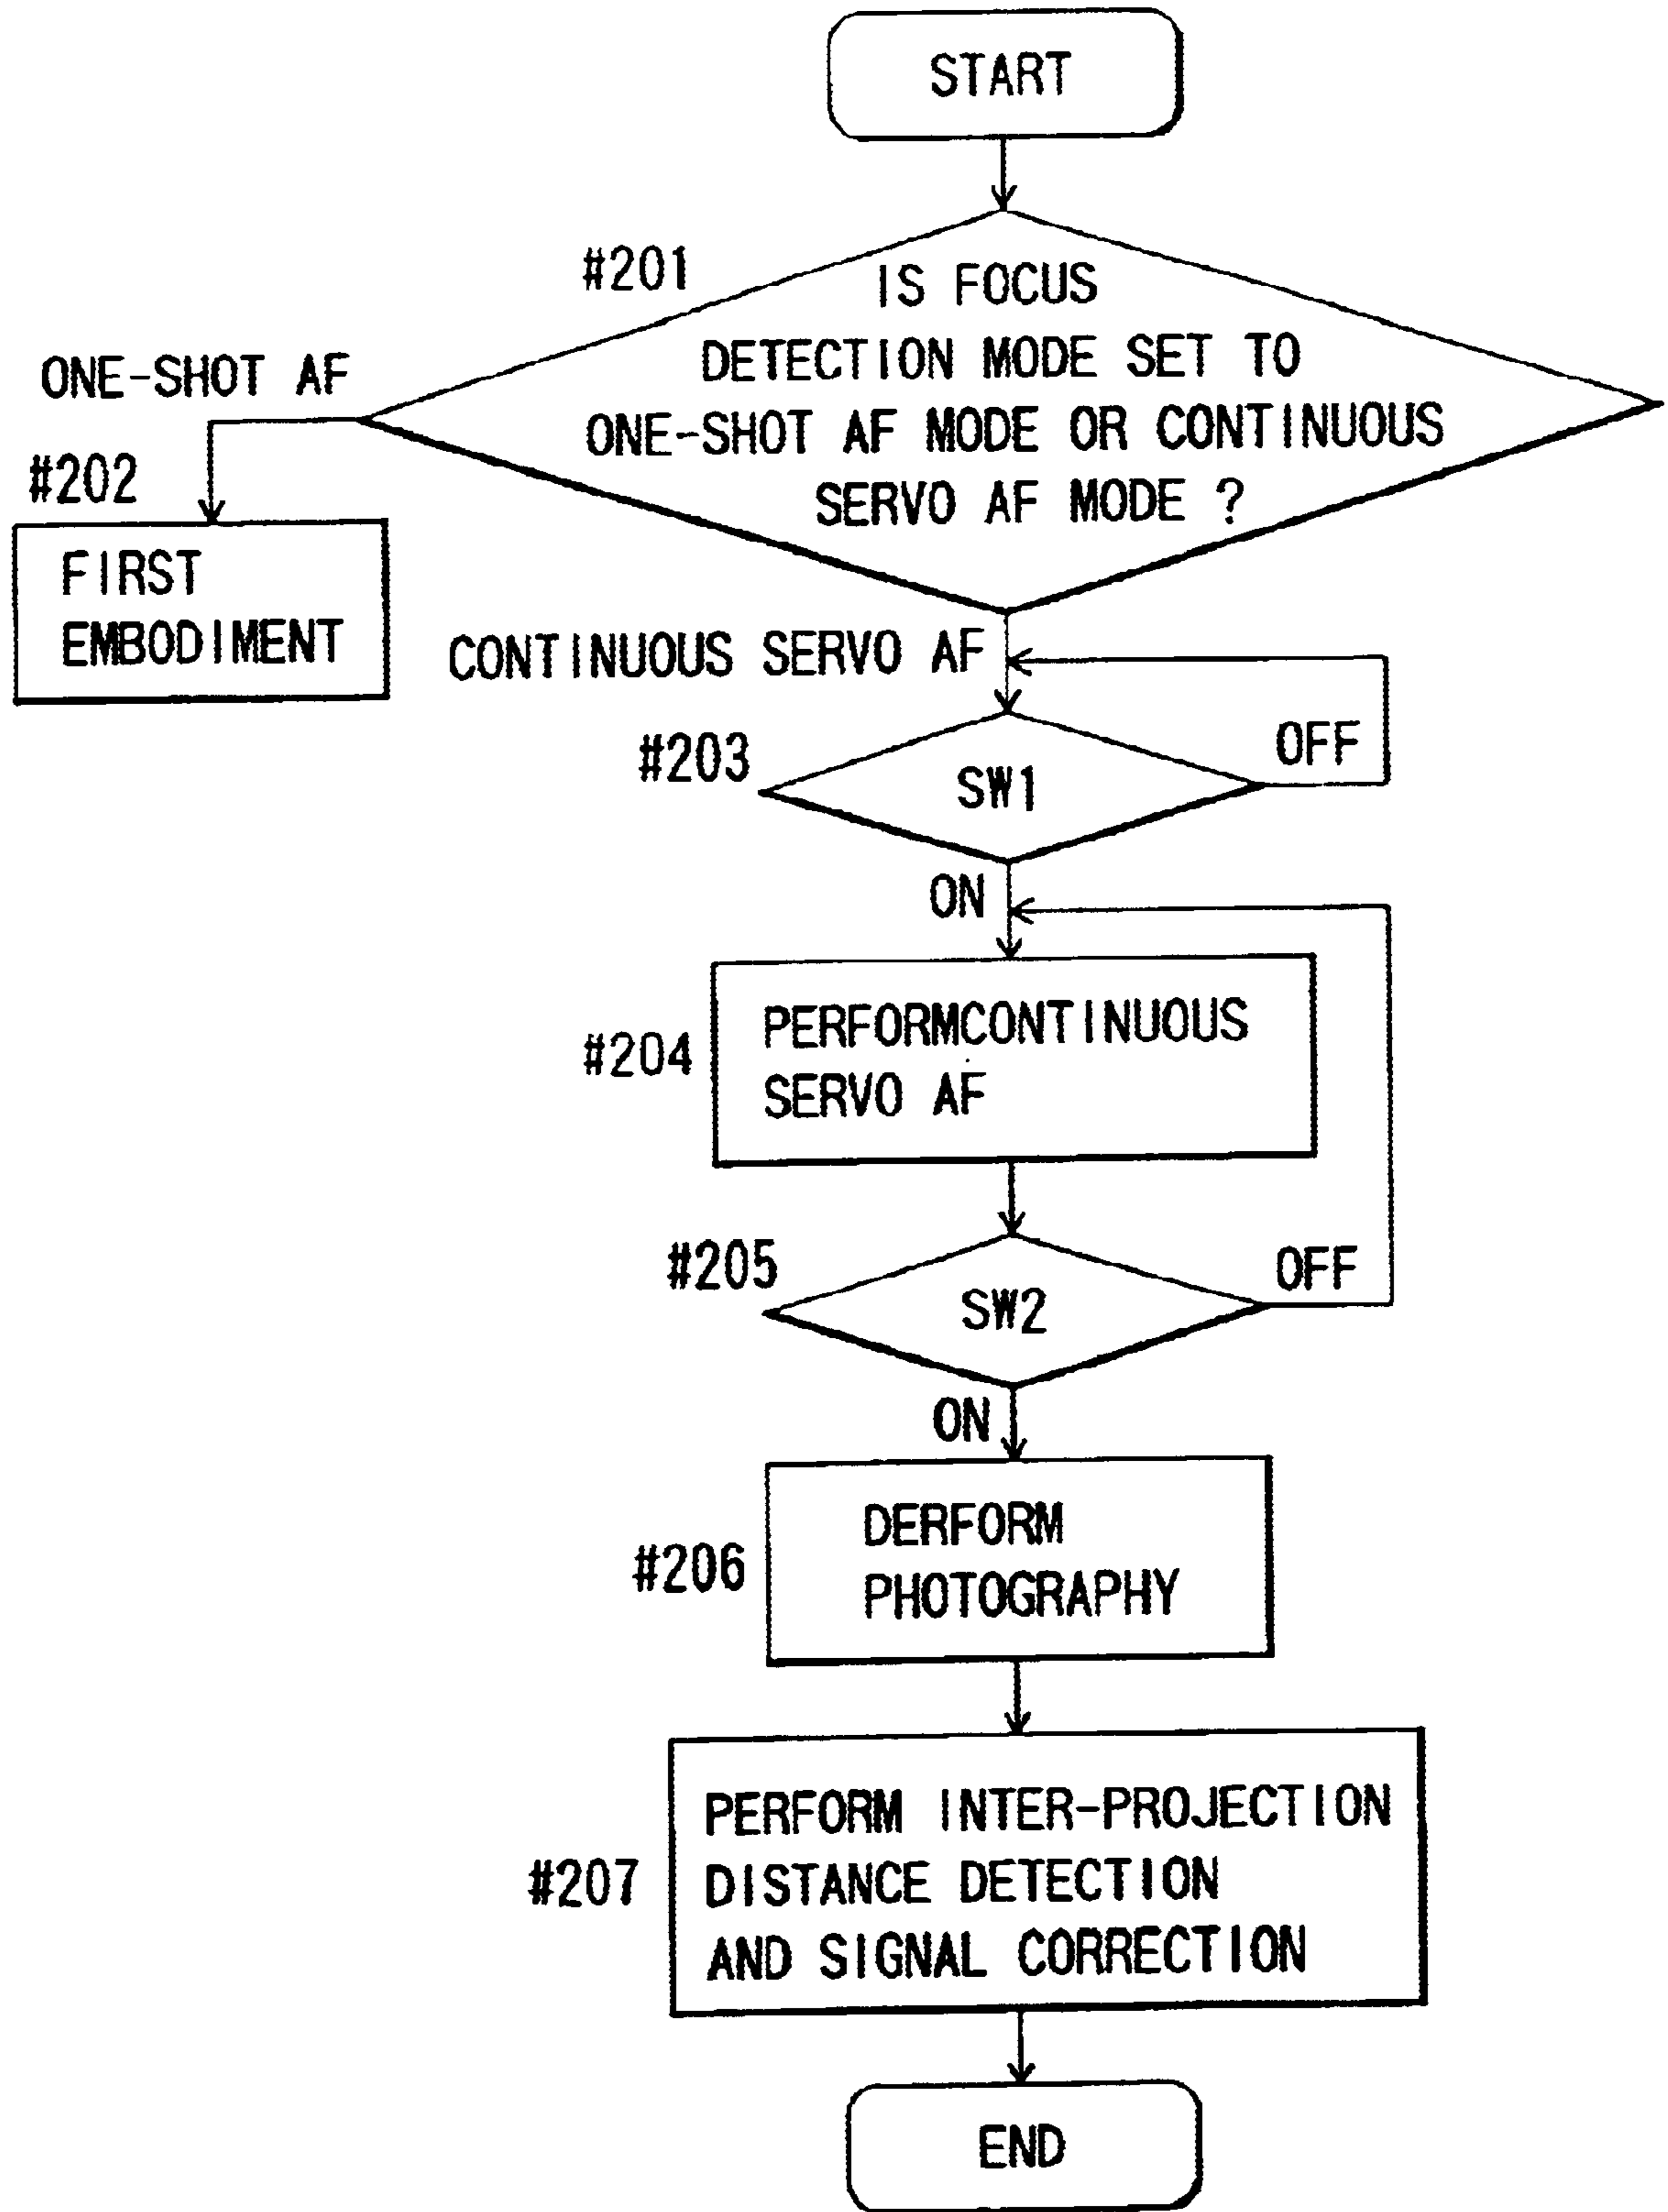 START
#201
IS FOCUS
DETECTION MODE SET TO
ONE-SHOT AF MODE OR CONTINUOUS
SERVO AF MODE ?
ONE-SHOT AF
#202
FIRST
EMBODIMENT
CONTINUOUS SERVO AF
#203
SW1
OFF
ON
#204
PERFORMCONTINUOUS
SERVO AF
#205
SW2
OFF
ON
#206
DERFORM
PHOTOGRAPHY
#207
PERFORM INTER-PROJECTION
DISTANCE DETECTION
AND SIGNAL CORRECTION
END